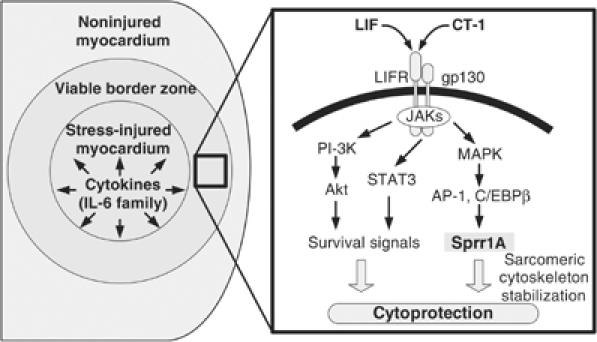 Noninjured
myocardium
Viable border zone
Stress-injured
myocardium
Cytokines
(IL-6 family)
LIF
CT-1
LIFR
gp130
JAKs
PI-3K
MAPK
STAT3
Akt
AP-1, C/EBPβ
Survival signals
Sprr1A
Sarcomeric
cytoskeleton
stabilization
Cytoprotection